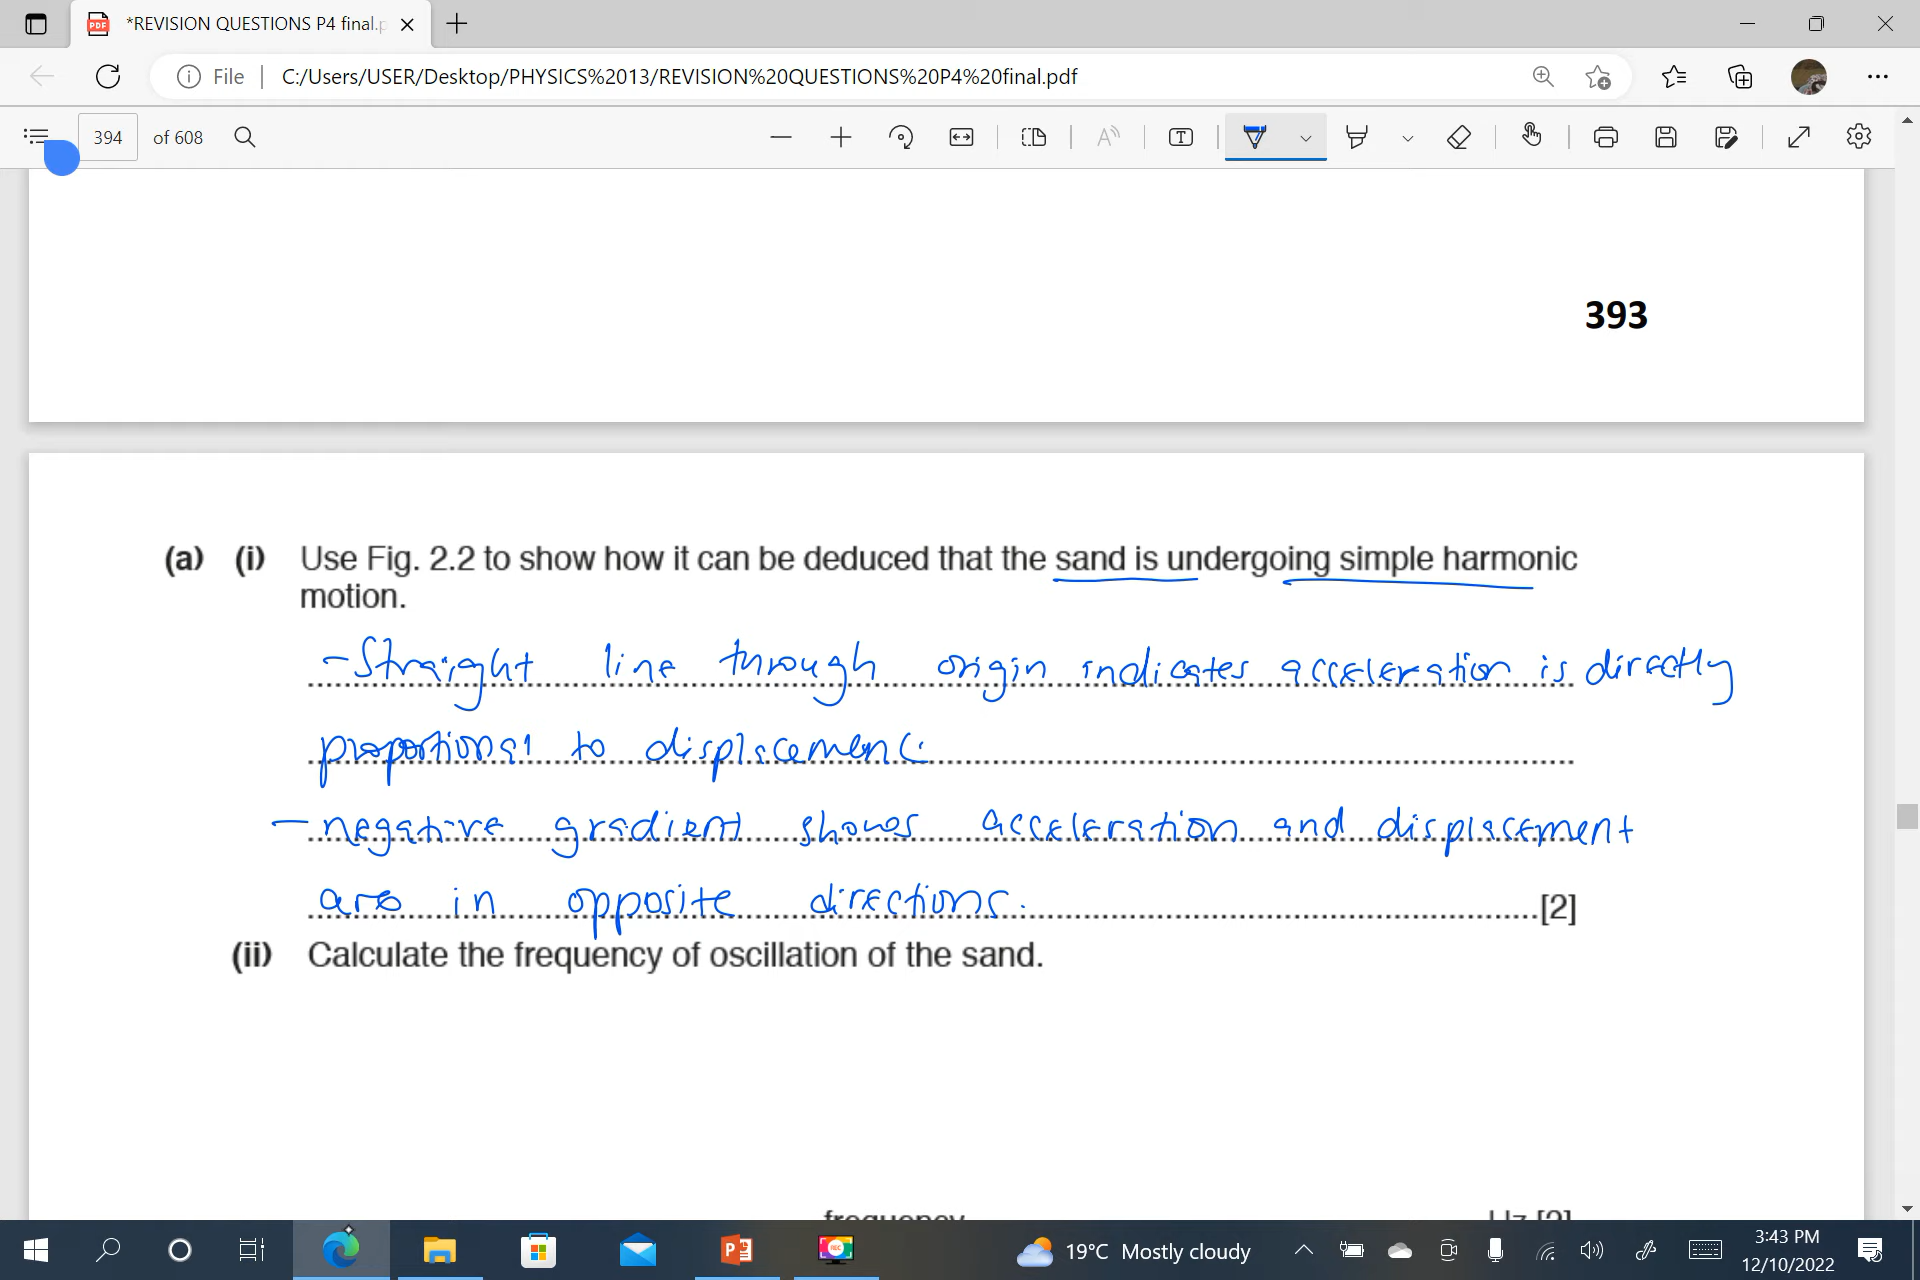 *REVISION QUESTIONS P4 final.p
File C:/Users/USER/Desktop/PHYSICS%2013/REVISION%20QUESTIONS%20P4%20final.pdf
394 of 608
393
(a) (i) Use Fig. 2.2 to show how it can be deduced that the sand is undergoing simple harmonic
motion.
- Straight line through origin indicates acceleration is directly
proportional to displacement.
- negative gradient shows acceleration and displacement
are in opposite directions. [2]
(ii) Calculate the frequency of oscillation of the sand.
frequency Hz [2]
19°C Mostly cloudy
3:43 PM
12/10/2022